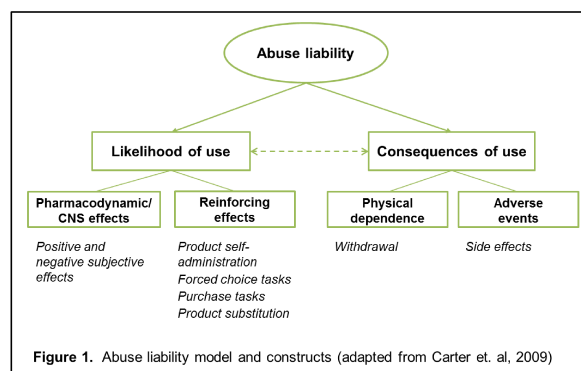 Abuse liability
Likelihood of use
Consequences of use
Pharmacodynamic/
CNS effects
Reinforcing
effects
Physical
dependence
Adverse
events
Positive and
negative subjective
effects
Product self-
administration
Forced choice tasks
Purchase tasks
Product substitution
Withdrawal
Side effects
Figure 1. Abuse liability model and constructs (adapted from Carter et. al, 2009)